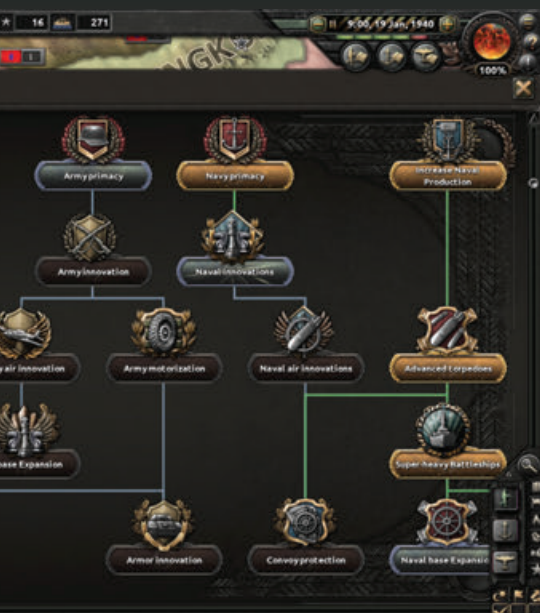 16 271
9:00, 19 Jan, 1940
1
NGK
100%
Army primacy
Navy primacy
Increase Naval
Production
Army innovation
Naval innovations
air innovation
Army motorization
Naval air innovations
Advanced torpedoes
base Expansion
Super-heavy Battleships
Armor innovation
Convoy protection
Naval base Expansio